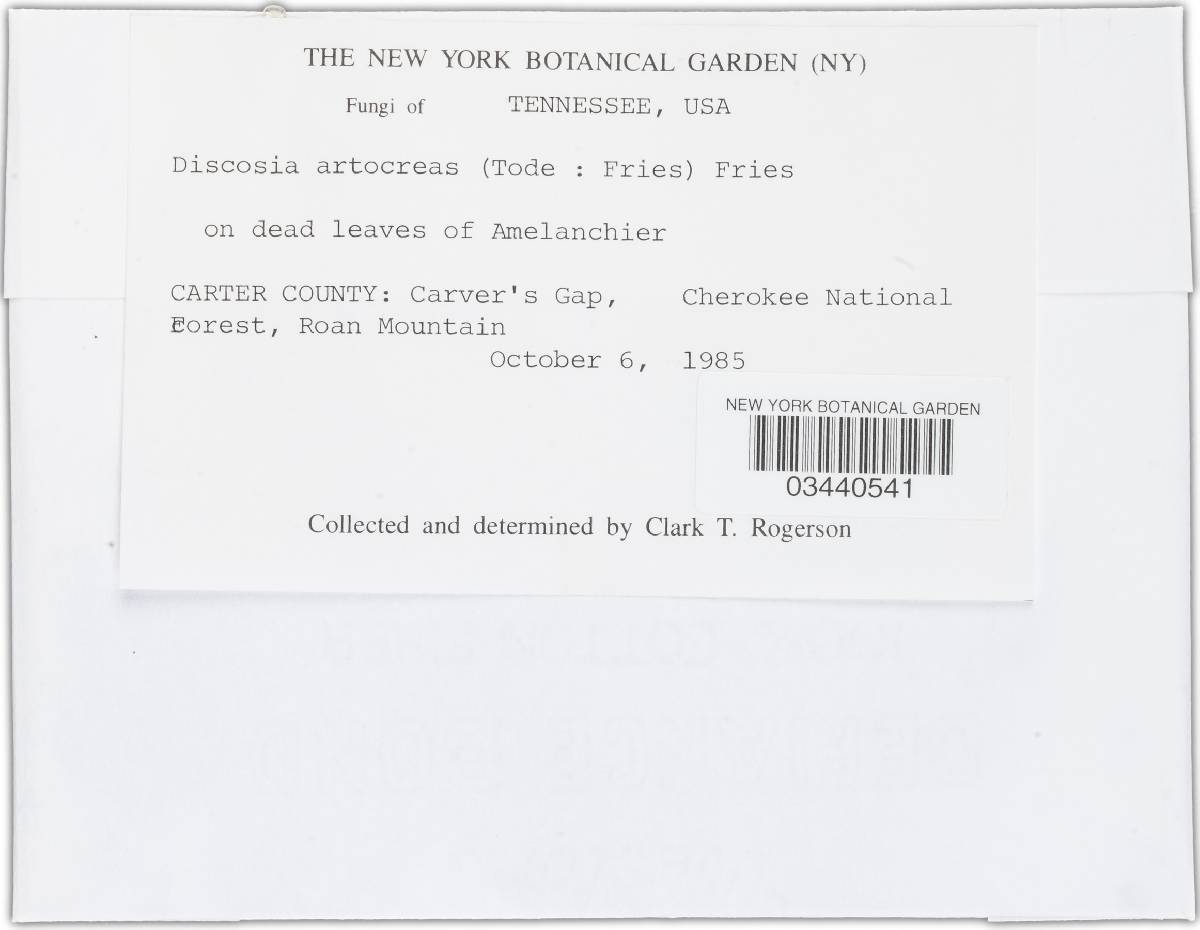 THE NEW YORK BOTANICAL GARDEN (NY)
Fungi of TENNESSEE, USA
Discosia artocreas (Tode : Fries) Fries
on dead leaves of Amelanchier
CARTER COUNTY: Carver's Gap, Cherokee National
Forest, Roan Mountain
October 6, 1985
NEW YORK BOTANICAL GARDEN
03440541
Collected and determined by Clark T. Rogerson